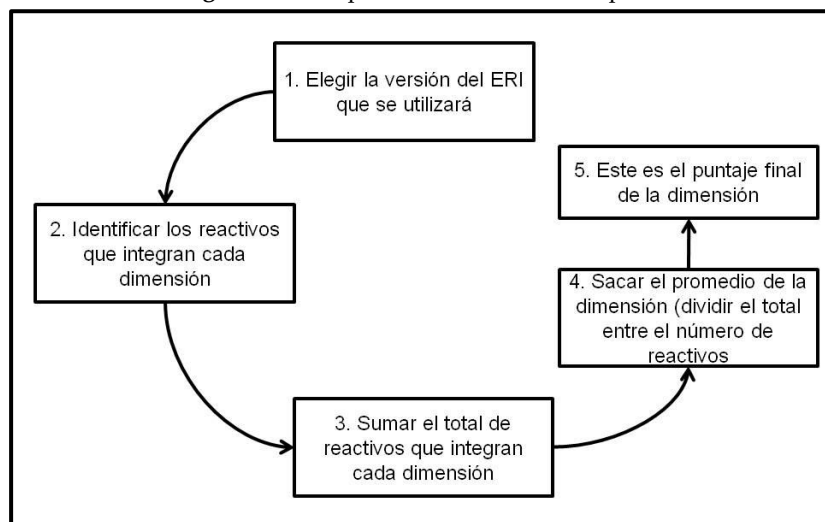 1. Elegir la versión del ERI
que se utilizará
2. Identificar los reactivos
que integran cada
dimensión
3. Sumar el total de
reactivos que integran
cada dimensión
4. Sacar el promedio de la
dimensión (dividir el total
entre el número de
reactivos
5. Este es el puntaje final
de la dimensión